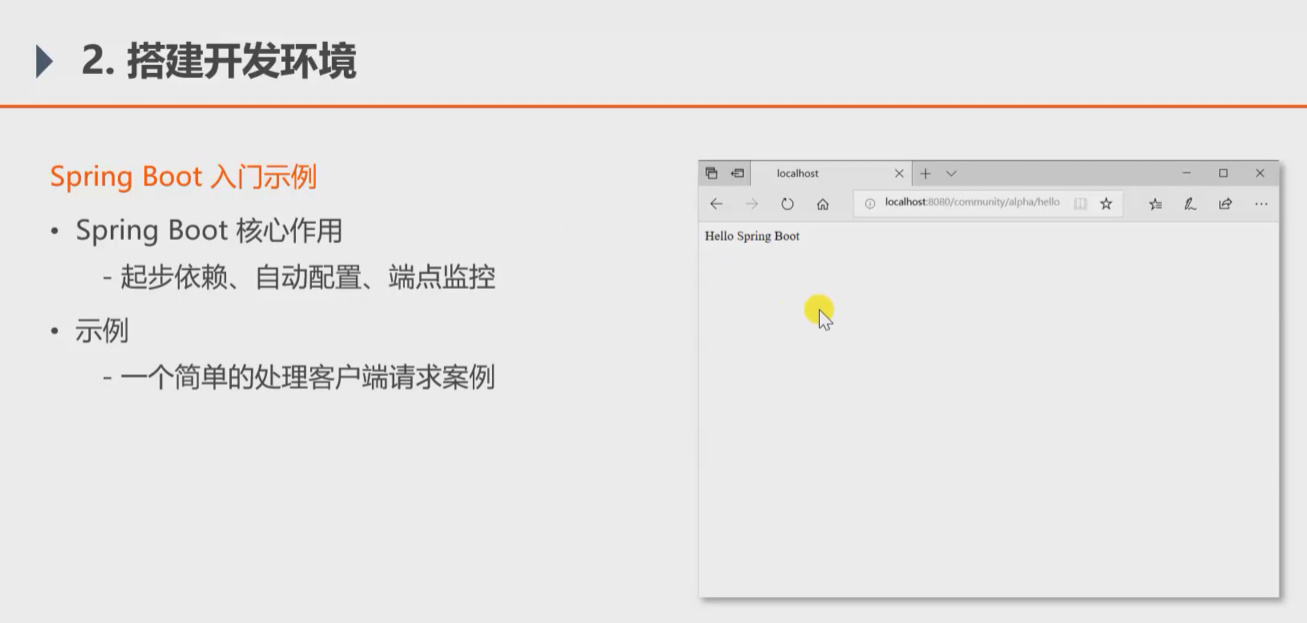 2. 搭建开发环境
Spring Boot 入门示例
• Spring Boot 核心作用
- 起步依赖、自动配置、端点监控
• 示例
- 一个简单的处理客户端请求案例
localhost
localhost:8080/community/alpha/hello
Hello Spring Boot